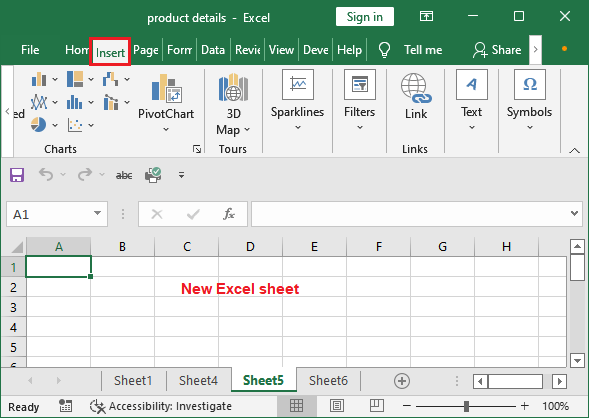 product details - Excel
Sign in
File Hom Insert Page Form Data Revie View Deve Help Tell me Share
ed PivotChart 3D Map Sparklines Filters Link Text Symbols
Charts Tours Links
abc
A1 fx
A B C D E F G H
1
2 New Excel sheet
3
4
5
6
Sheet1 Sheet4 Sheet5 Sheet6
Ready Accessibility: Investigate 100%